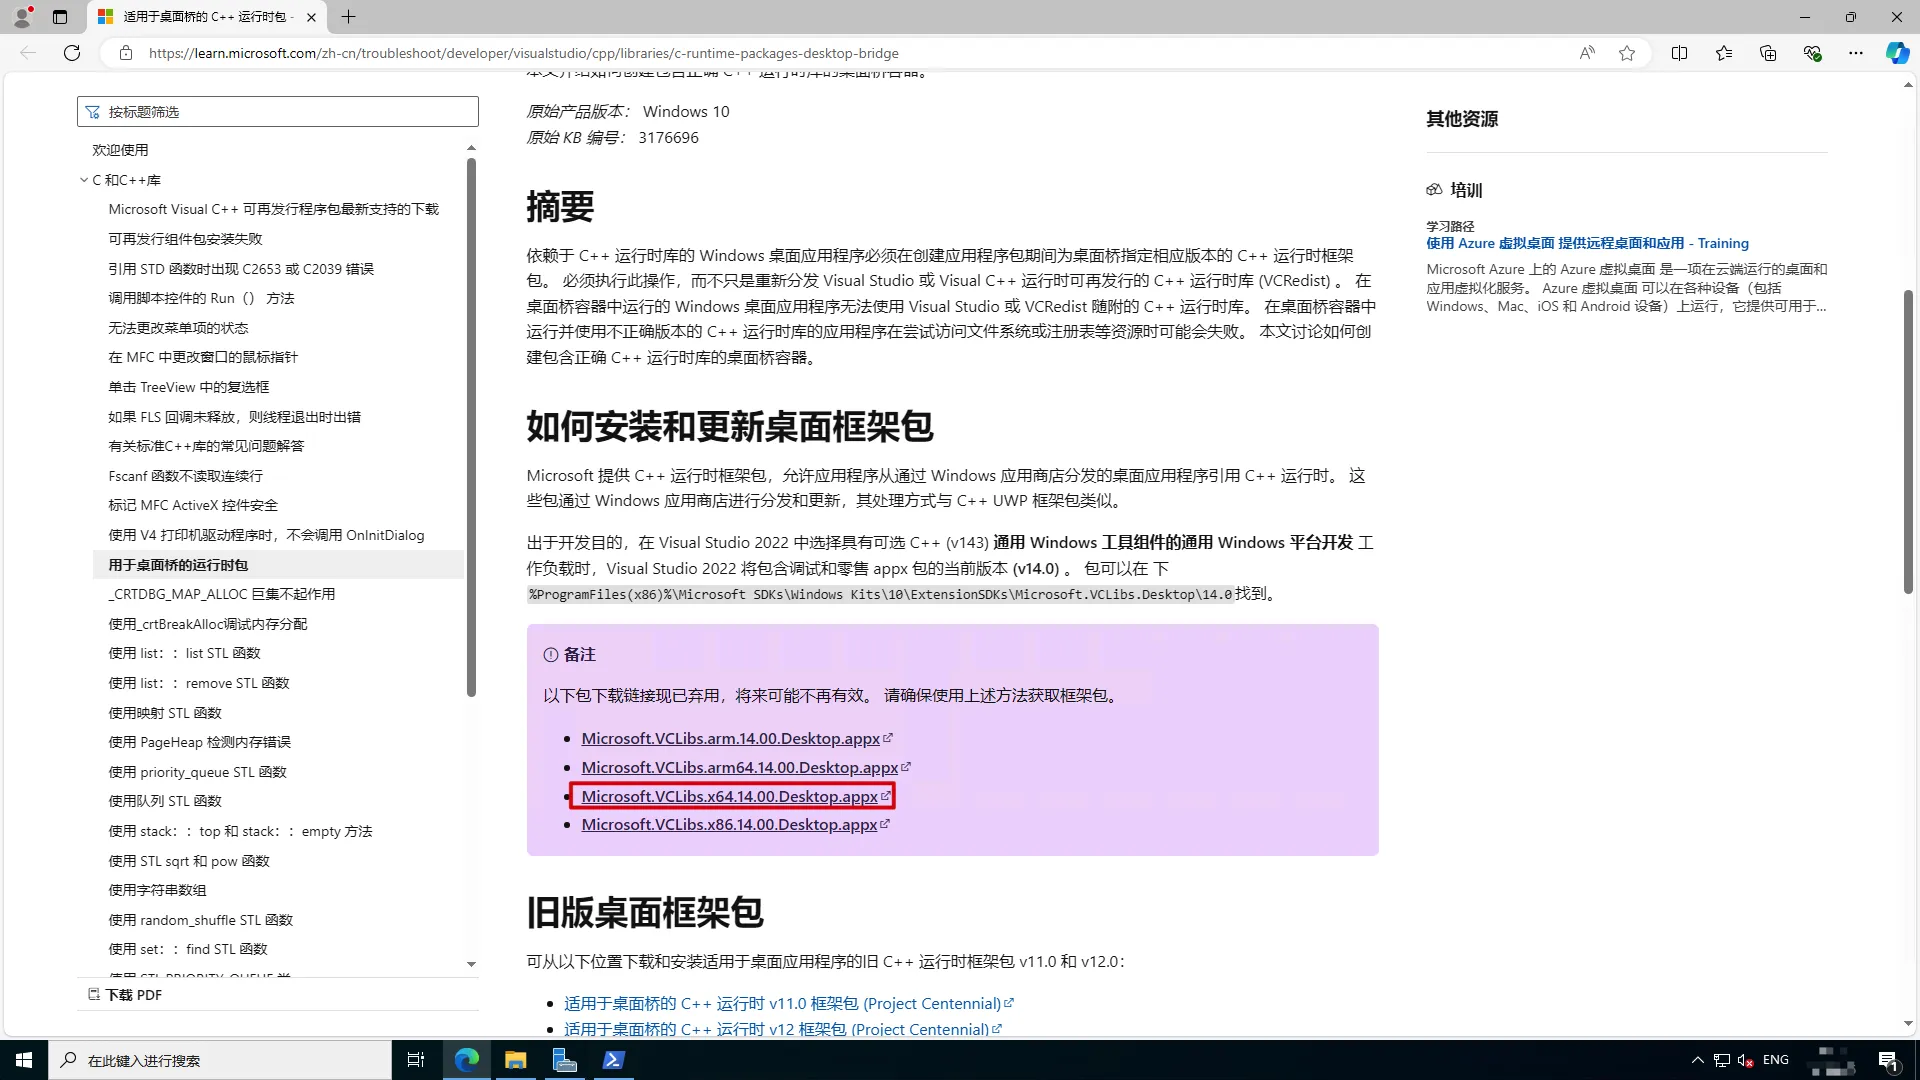 适用于桌面桥的 C++ 运行时包 -
https://learn.microsoft.com/zh-cn/troubleshoot/developer/visualstudio/cpp/libraries/c-runtime-packages-desktop-bridge
按标题筛选
欢迎使用
C 和C++库
Microsoft Visual C++ 可再发行程序包最新支持的下载
可再发行组件包安装失败
引用 STD 函数时出现 C2653 或 C2039 错误
调用脚本控件的 Run（） 方法
无法更改菜单项的状态
在 MFC 中更改窗口的鼠标指针
单击 TreeView 中的复选框
如果 FLS 回调未释放，则线程退出时出错
有关标准C++库的常见问题解答
Fscanf 函数不读取连续行
标记 MFC ActiveX 控件安全
使用 V4 打印机驱动程序时，不会调用 OnInitDialog
用于桌面桥的运行时包
_CRTDBG_MAP_ALLOC 巨集不起作用
使用_crtBreakAlloc调试内存分配
使用 list：：list STL 函数
使用 list：：remove STL 函数
使用映射 STL 函数
使用 PageHeap 检测内存错误
使用 priority_queue STL 函数
使用队列 STL 函数
使用 stack：：top 和 stack：：empty 方法
使用 STL sqrt 和 pow 函数
使用字符串数组
使用 random_shuffle STL 函数
使用 set：：find STL 函数
使用 STL PRIORITY_QUEUE 类
下载 PDF
本文介绍如何创建包含正确 C++ 运行时库的桌面桥容器。
原始产品版本： Windows 10
原始 KB 编号： 3176696
摘要
依赖于 C++ 运行时库的 Windows 桌面应用程序必须在创建应用程序包期间为桌面桥指定相应版本的 C++ 运行时框架
包。 必须执行此操作，而不只是重新分发 Visual Studio 或 Visual C++ 运行时可再发行的 C++ 运行时库 (VCRedist) 。 在
桌面桥容器中运行的 Windows 桌面应用程序无法使用 Visual Studio 或 VCRedist 随附的 C++ 运行时库。 在桌面桥容器中
运行并使用不正确版本的 C++ 运行时库的应用程序在尝试访问文件系统或注册表等资源时可能会失败。 本文讨论如何创
建包含正确 C++ 运行时库的桌面桥容器。
如何安装和更新桌面框架包
Microsoft 提供 C++ 运行时框架包，允许应用程序从通过 Windows 应用商店分发的桌面应用程序引用 C++ 运行时。 这
些包通过 Windows 应用商店进行分发和更新，其处理方式与 C++ UWP 框架包类似。
出于开发目的，在 Visual Studio 2022 中选择具有可选 C++ (v143) 通用 Windows 工具组件的通用 Windows 平台开发 工
作负载时，Visual Studio 2022 将包含调试和零售 appx 包的当前版本 (v14.0) 。 包可以在 下
%ProgramFiles(x86)%\Microsoft SDKs\Windows Kits\10\ExtensionSDKs\Microsoft.VCLibs.Desktop\14.0找到。
备注
以下包下载链接现已弃用，将来可能不再有效。 请确保使用上述方法获取框架包。
• Microsoft.VCLibs.arm.14.00.Desktop.appx
• Microsoft.VCLibs.arm64.14.00.Desktop.appx
• Microsoft.VCLibs.x64.14.00.Desktop.appx
• Microsoft.VCLibs.x86.14.00.Desktop.appx
旧版桌面框架包
可从以下位置下载和安装适用于桌面应用程序的旧 C++ 运行时框架包 v11.0 和 v12.0：
• 适用于桌面桥的 C++ 运行时 v11.0 框架包 (Project Centennial)
• 适用于桌面桥的 C++ 运行时 v12 框架包 (Project Centennial)
其他资源
培训
学习路径
使用 Azure 虚拟桌面 提供远程桌面和应用 - Training
Microsoft Azure 上的 Azure 虚拟桌面 是一项在云端运行的桌面和
应用虚拟化服务。 Azure 虚拟桌面 可以在各种设备（包括
Windows、Mac、iOS 和 Android 设备）上运行，它提供可用于...
在此键入进行搜索
ENG
1